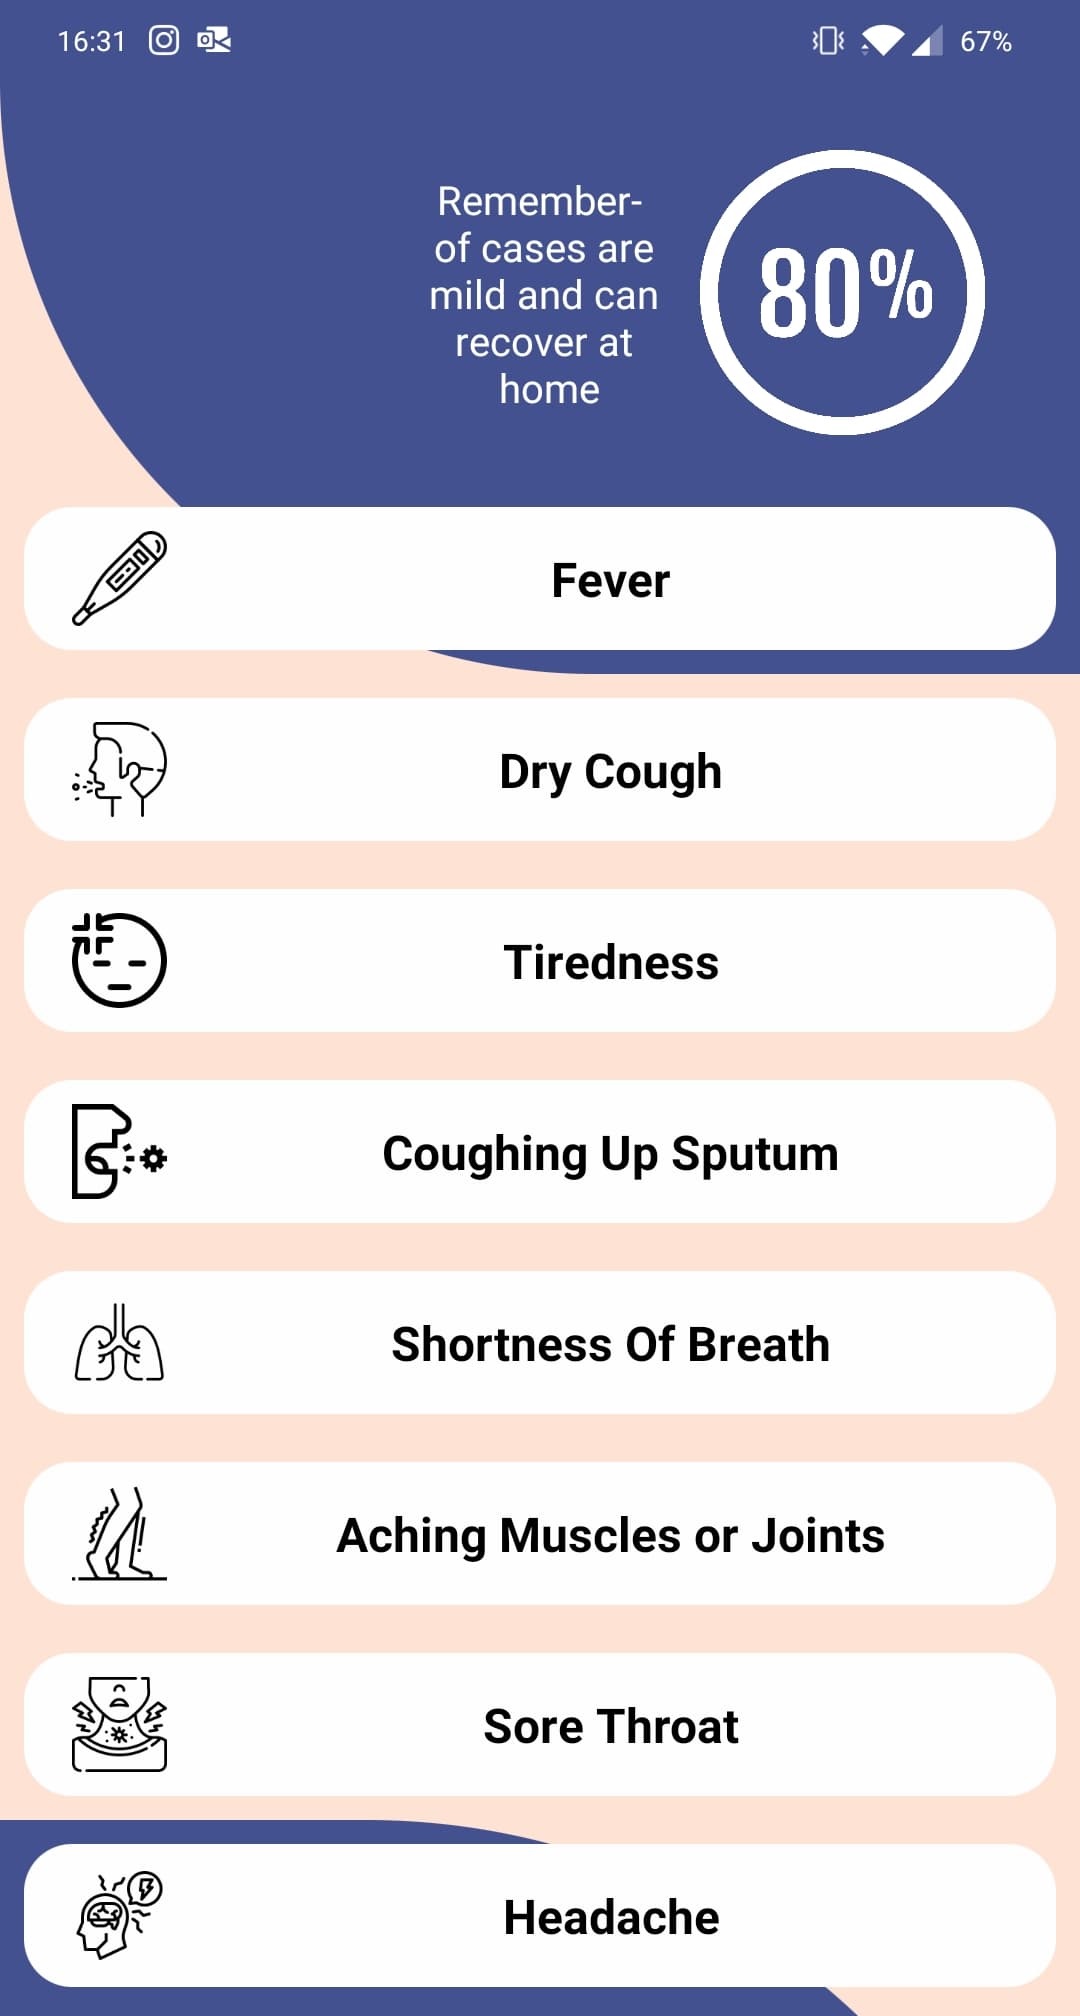 16:31
67%
Remember-
of cases are
mild and can
recover at
home
80%
Fever
Dry Cough
Tiredness
Coughing Up Sputum
Shortness Of Breath
Aching Muscles or Joints
Sore Throat
Headache